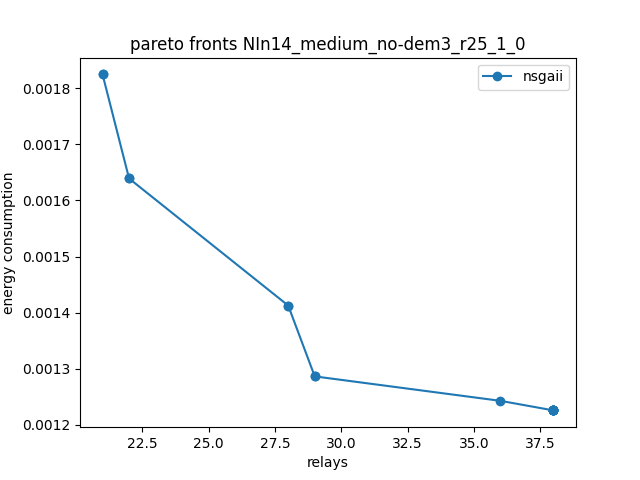 pareto fronts NIn14_medium_no-dem3_r25_1_0
nsgaii
energy consumption
0.0018
0.0017
0.0016
0.0015
0.0014
0.0013
0.0012
22.5 25.0 27.5 30.0 32.5 35.0 37.5
relays